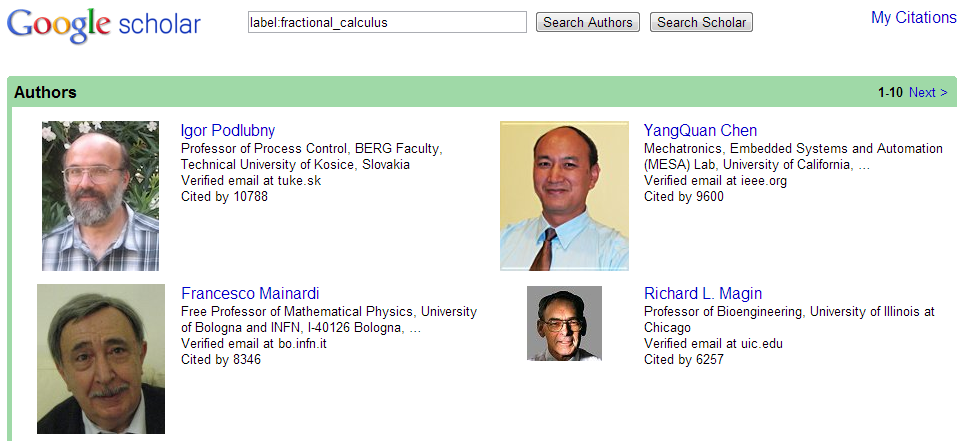 Google scholar
label:fractional_calculus
Search Authors
Search Scholar
My Citations
Authors
1-10 Next >
Igor Podlubny
Professor of Process Control, BERG Faculty,
Technical University of Kosice, Slovakia
Verified email at tuke.sk
Cited by 10788
YangQuan Chen
Mechatronics, Embedded Systems and Automation
(MESA) Lab, University of California, ...
Verified email at ieee.org
Cited by 9600
Francesco Mainardi
Free Professor of Mathematical Physics, University
of Bologna and INFN, I-40126 Bologna, ...
Verified email at bo.infn.it
Cited by 8346
Richard L. Magin
Professor of Bioengineering, University of Illinois at
Chicago
Verified email at uic.edu
Cited by 6257